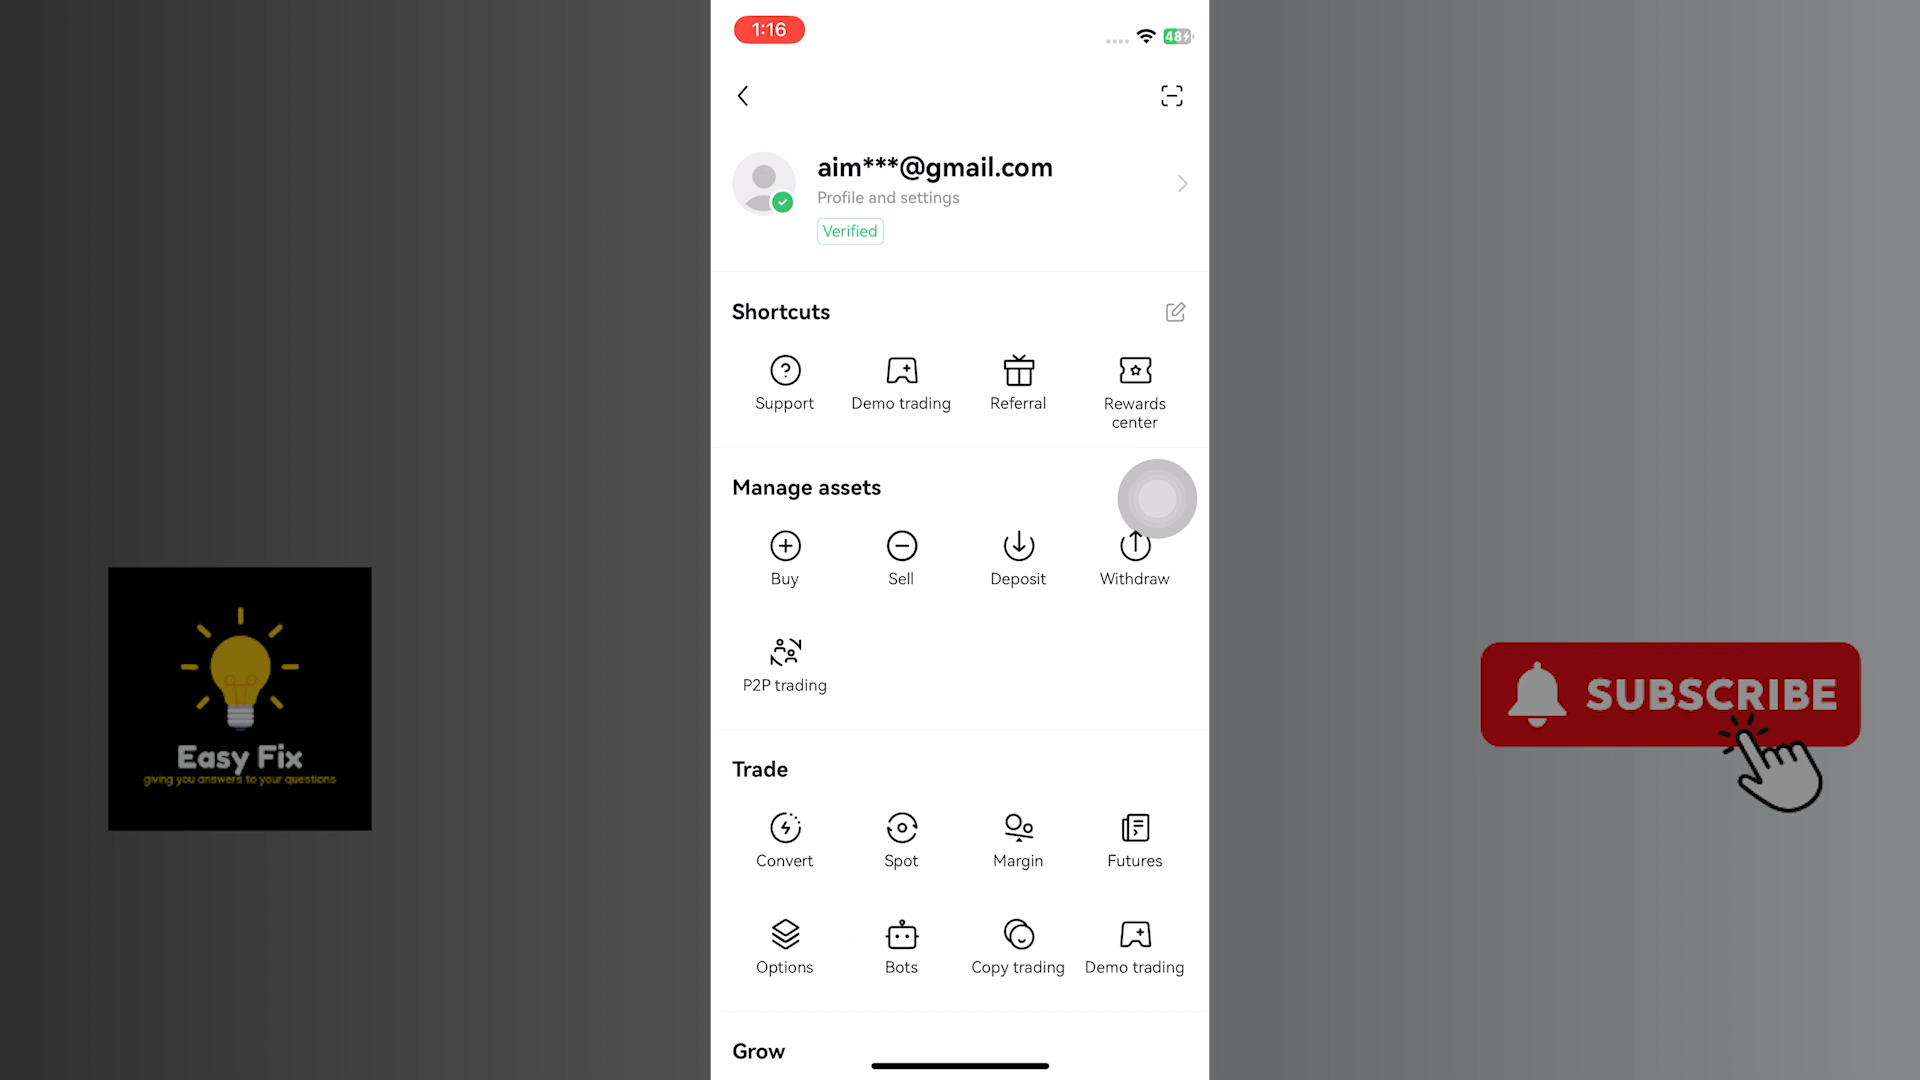 1:16
48
aim***@gmail.com
Profile and settings
Verified
Shortcuts
Support
Demo trading
Referral
Rewards
center
Manage assets
Buy
Sell
Deposit
Withdraw
P2P trading
Trade
Convert
Spot
Margin
Futures
Options
Bots
Copy trading
Demo trading
Grow
Easy Fix
giving you answers to your questions
SUBSCRIBE